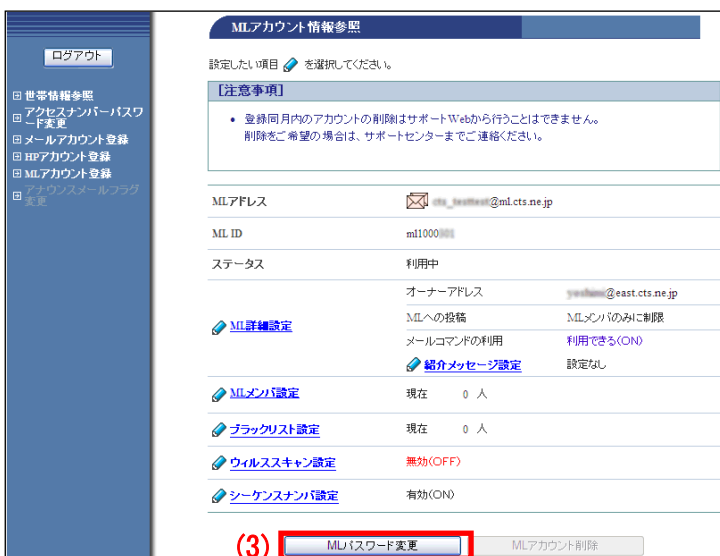 MLアカウント情報参照
ログアウト
設定したい項目 を選択してください。
[注意事項]
登録同月内のアカウントの削除はサポートWebから行うことはできません。
削除をご希望の場合は、サポートセンターまでご連絡ください。
世帯情報参照
アクセスナンバーパスワ
ード変更
メールアカウント登録
HPアカウント登録
MLアカウント登録
アナウンスメールフラグ
変更
MLアドレス @ml.cts.ne.jp
ML ID ml1000
ステータス 利用中
ML詳細設定
オーナーアドレス @east.cts.ne.jp
MLへの投稿 MLメンバのみに制限
メールコマンドの利用 利用できる(ON)
紹介メッセージ設定 設定なし
MLメンバ設定 現在 0 人
ブラックリスト設定 現在 0 人
ウィルススキャン設定 無効(OFF)
シーケンスナンバ設定 有効(ON)
(3) MLパスワード変更 MLアカウント削除